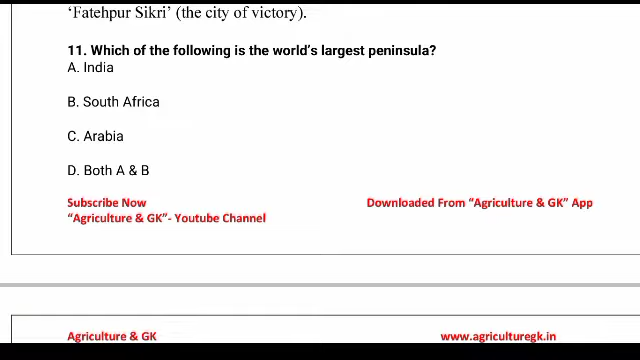 ‘Fatehpur Sikri’ (the city of victory).
11. Which of the following is the world’s largest peninsula?
A. India
B. South Africa
C. Arabia
D. Both A & B
Subscribe Now
Downloaded From “Agriculture & GK” App
“Agriculture & GK”- Youtube Channel
Agriculture & GK
www.agriculturegk.in